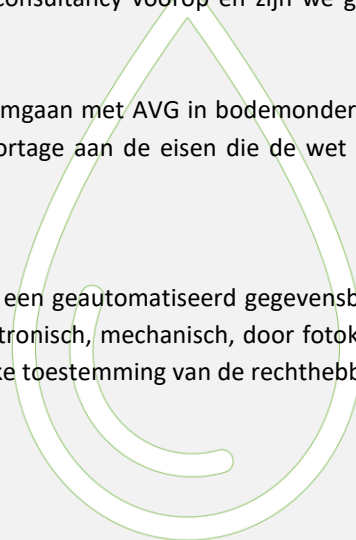 consultancy voorop en zijn we g
mgaan met AVG in bodemonder
ortage aan de eisen die de wet
een geautomatiseerd gegevensb
tronisch, mechanisch, door fotok
ke toestemming van de rechthebb